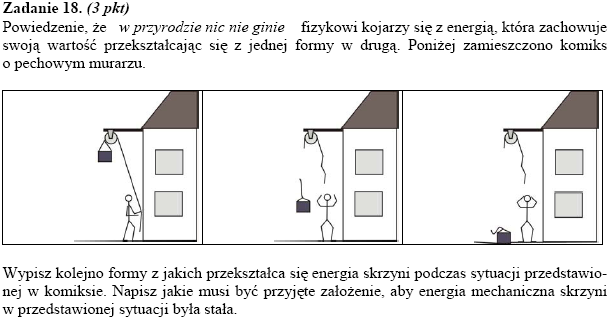 Zadanie 18. (3 pkt)
Powiedzenie, że w przyrodzie nic nie ginie fizykowi kojarzy się z energią, która zachowuje
swoją wartość przekształcając się z jednej formy w drugą. Poniżej zamieszczono komiks
o pechowym murarzu.
Wypisz kolejno formy z jakich przekształca się energia skrzyni podczas sytuacji przedstawio-
nej w komiksie. Napisz jakie musi być przyjęte założenie, aby energia mechaniczna skrzyni
w przedstawionej sytuacji była stała.